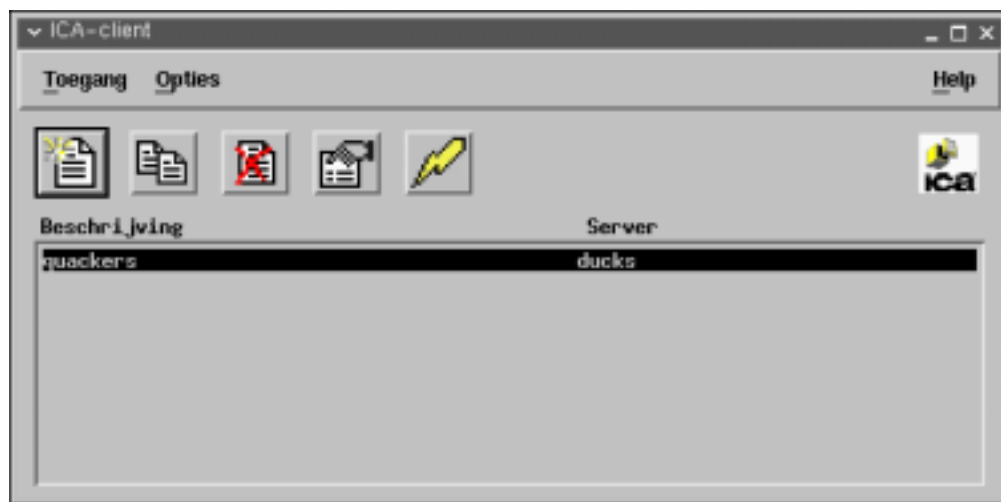 ICA-client
Toegang Opties Help
ica
Beschrijving Server
quackers ducks